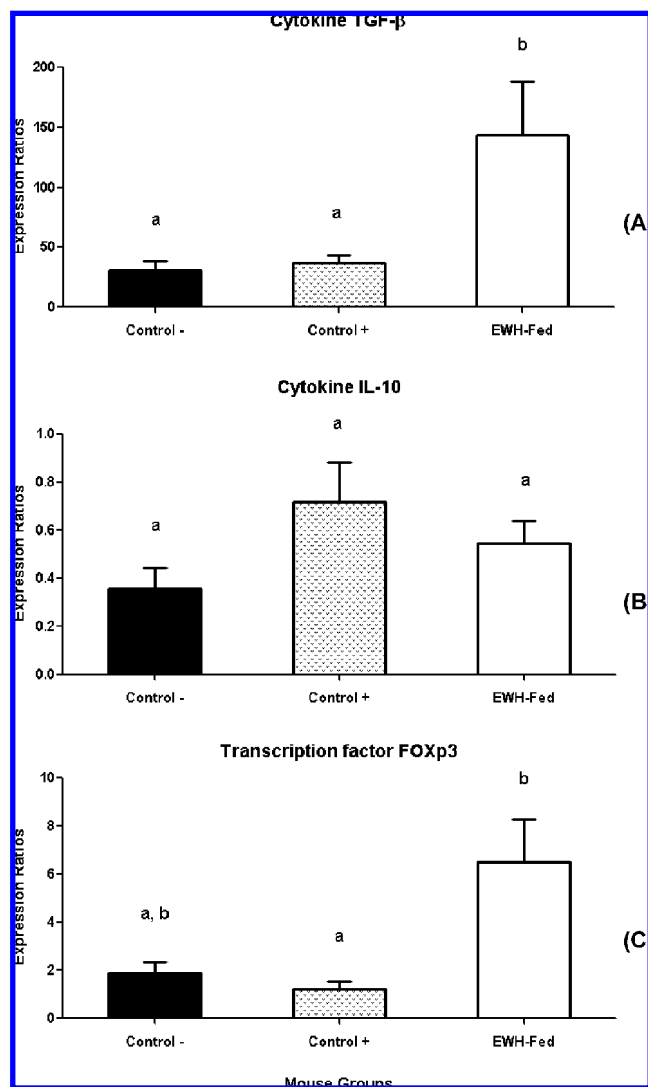 Cytokine TGF-β
b
200
150
a
a
100
Expression Ratios
(A
50
0
Control - Control + EWH-Fed
Cytokine IL-10
1.0
a
0.8
a
a
0.6
Expression Ratios
0.4
(B
0.2
0.0
Control - Control + EWH-Fed
Transcription factor FOXp3
10
b
8
6
Expression Ratios
a, b
a
4
(C
2
0
Control - Control + EWH-Fed
Mouse Groups